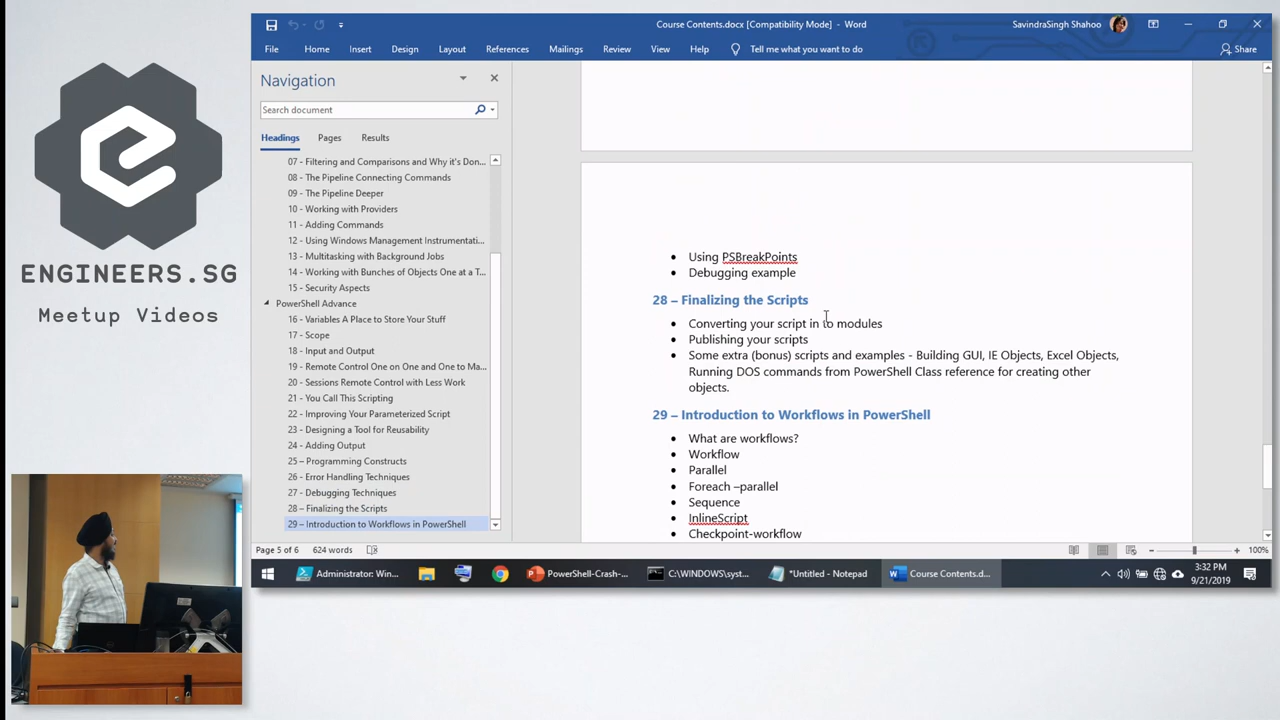 ENGINEERS.SG
Meetup Videos
Course Contents.docx [Compatibility Mode] - Word
SavindraSingh Shahoo
File Home Insert Design Layout References Mailings Review View Help Tell me what you want to do Share
Navigation
Search document
Headings Pages Results
07 - Filtering and Comparisons and Why it's Don...
08 - The Pipeline Connecting Commands
09 - The Pipeline Deeper
10 - Working with Providers
11 - Adding Commands
12 - Using Windows Management Instrumentati...
13 - Multitasking with Background Jobs
14 - Working with Bunches of Objects One at a T...
15 - Security Aspects
PowerShell Advance
16 - Variables A Place to Store Your Stuff
17 - Scope
18 - Input and Output
19 - Remote Control One on One and One to Ma...
20 - Sessions Remote Control with Less Work
21 - You Call This Scripting
22 - Improving Your Parameterized Script
23 - Designing a Tool for Reusability
24 - Adding Output
25 – Programming Constructs
26 - Error Handling Techniques
27 - Debugging Techniques
28 – Finalizing the Scripts
29 – Introduction to Workflows in PowerShell
• Using PSBreakPoints
• Debugging example
28 – Finalizing the Scripts
• Converting your script in to modules
• Publishing your scripts
• Some extra (bonus) scripts and examples - Building GUI, IE Objects, Excel Objects,
Running DOS commands from PowerShell Class reference for creating other
objects.
29 – Introduction to Workflows in PowerShell
• What are workflows?
• Workflow
• Parallel
• Foreach –parallel
• Sequence
• InlineScript
• Checkpoint-workflow
Page 5 of 6 624 words 100%
Administrator: Win... PowerShell-Crash-... C:\WINDOWS\syst... *Untitled - Notepad Course Contents.d...
3:32 PM
9/21/2019